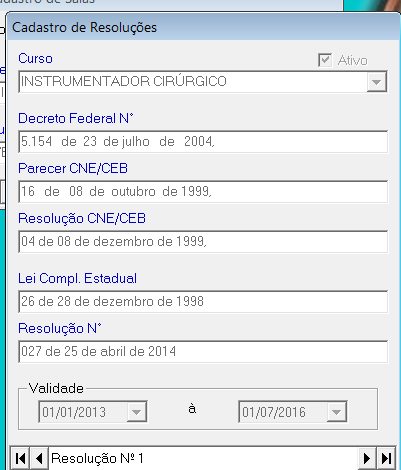 Cadastro de Salas
Cadastro de Resoluções
Curso
Ativo
INSTRUMENTADOR CIRÚRGICO
Decreto Federal N°
5.154 de 23 de julho de 2004,
Parecer CNE/CEB
16 de 08 de outubro de 1999,
Resolução CNE/CEB
04 de 08 de dezembro de 1999,
Lei Compl. Estadual
26 de 28 de dezembro de 1998
Resolução N°
027 de 25 de abril de 2014
Validade
01/01/2013 à 01/07/2016
Resolução Nº 1